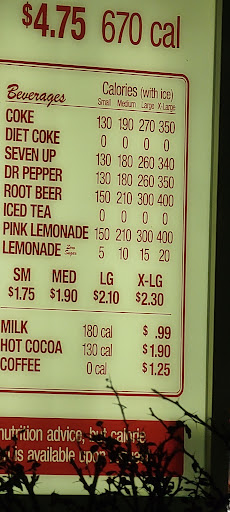 $4.75 670 cal
Beverages Calories (with ice)
Small Medium Large X-Large
COKE 130 190 270 350
DIET COKE 0 0 0 0
SEVEN UP 130 180 260 340
DR PEPPER 130 180 260 350
ROOT BEER 150 210 300 400
ICED TEA 0 0 0 0
PINK LEMONADE 150 210 300 400
LEMONADE Low Sugar 5 10 15 20
SM MED LG X-LG
$1.75 $1.90 $2.10 $2.30
MILK 180 cal $ .99
HOT COCOA 130 cal $1.90
COFFEE 0 cal $1.25
nutrition advice, but calorie
is available upon